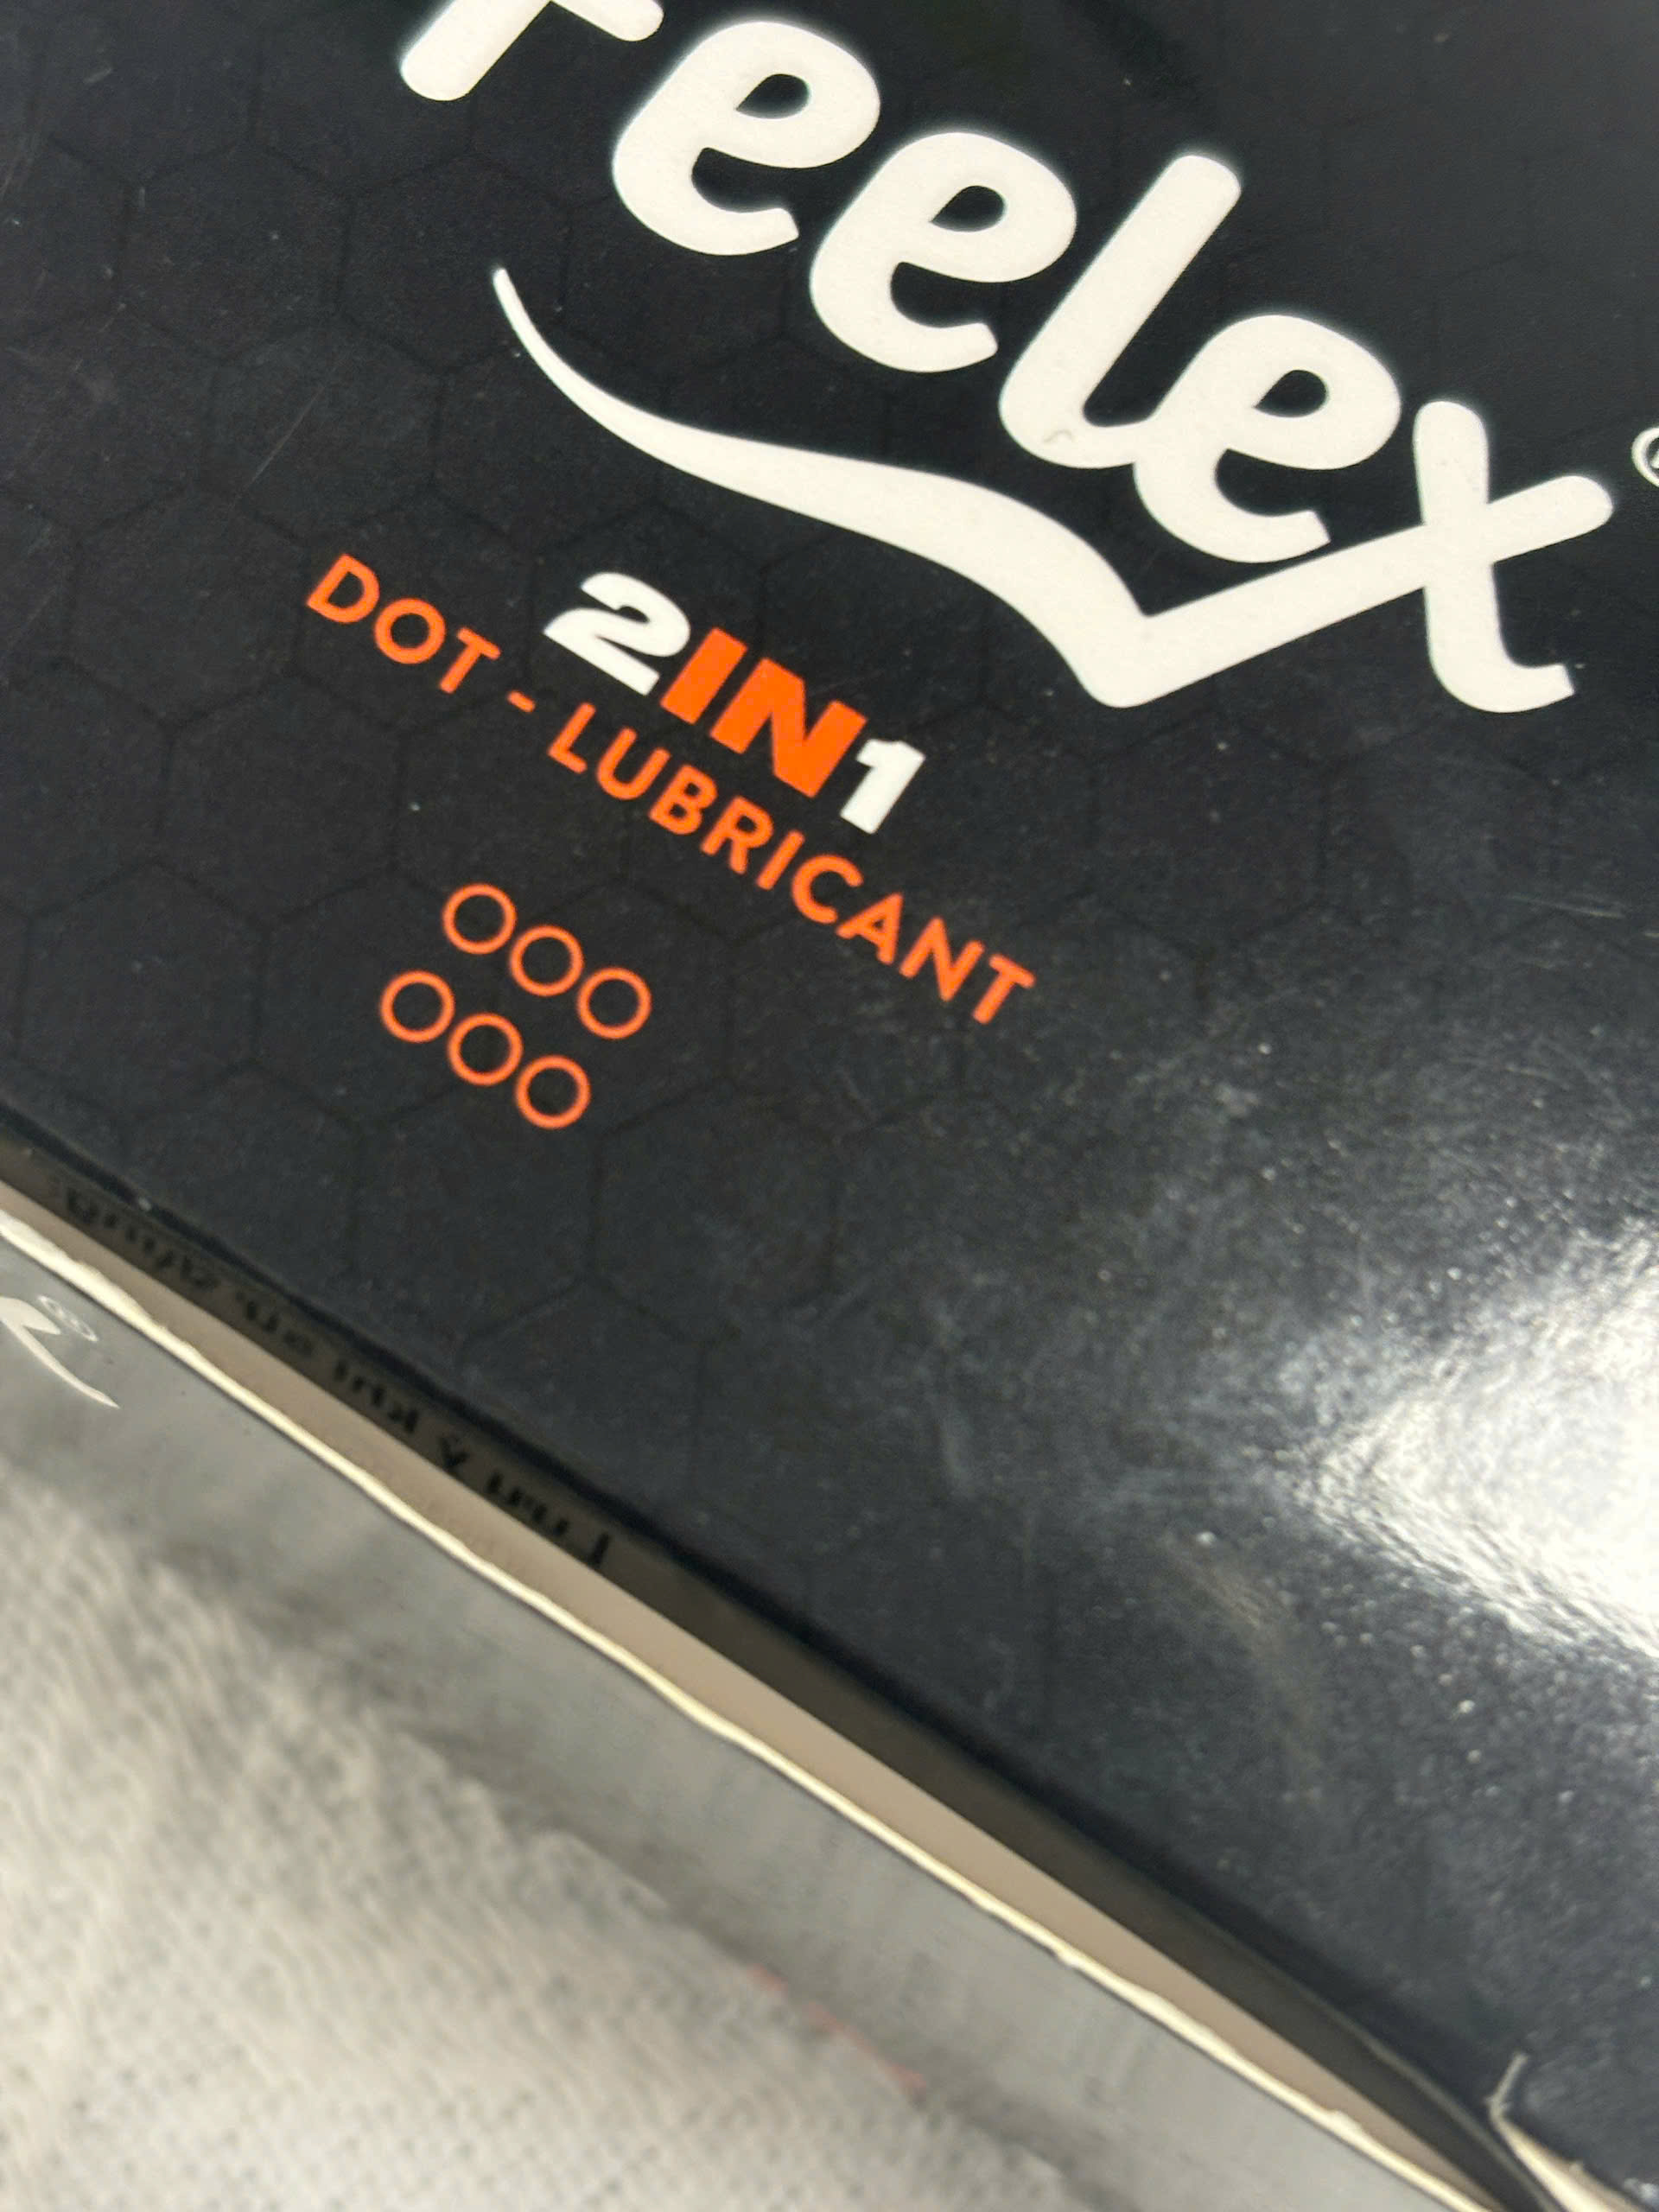 Feelex
2IN1
DOT - LUBRICANT